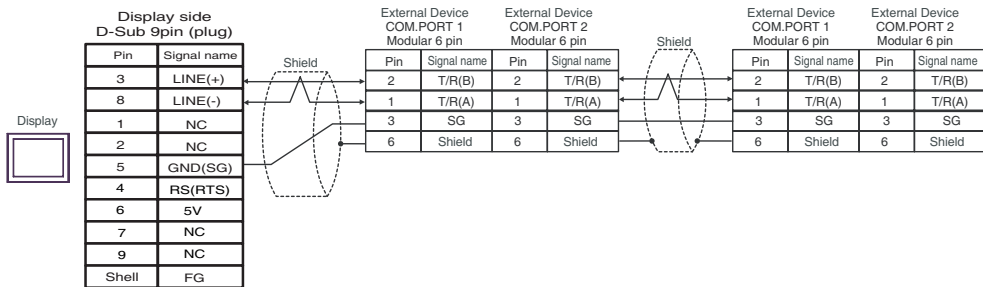 Display
Display side
D-Sub 9pin (plug)
Pin Signal name
3 LINE(+)
8 LINE(-)
1 NC
2 NC
5 GND(SG)
4 RS(RTS)
6 5V
7 NC
9 NC
Shell FG
Shield
External Device
COM.PORT 1
Modular 6 pin
Pin Signal name
2 T/R(B)
1 T/R(A)
3 SG
6 Shield
External Device
COM.PORT 2
Modular 6 pin
Pin Signal name
2 T/R(B)
1 T/R(A)
3 SG
6 Shield
Shield
External Device
COM.PORT 1
Modular 6 pin
Pin Signal name
2 T/R(B)
1 T/R(A)
3 SG
6 Shield
External Device
COM.PORT 2
Modular 6 pin
Pin Signal name
2 T/R(B)
1 T/R(A)
3 SG
6 Shield